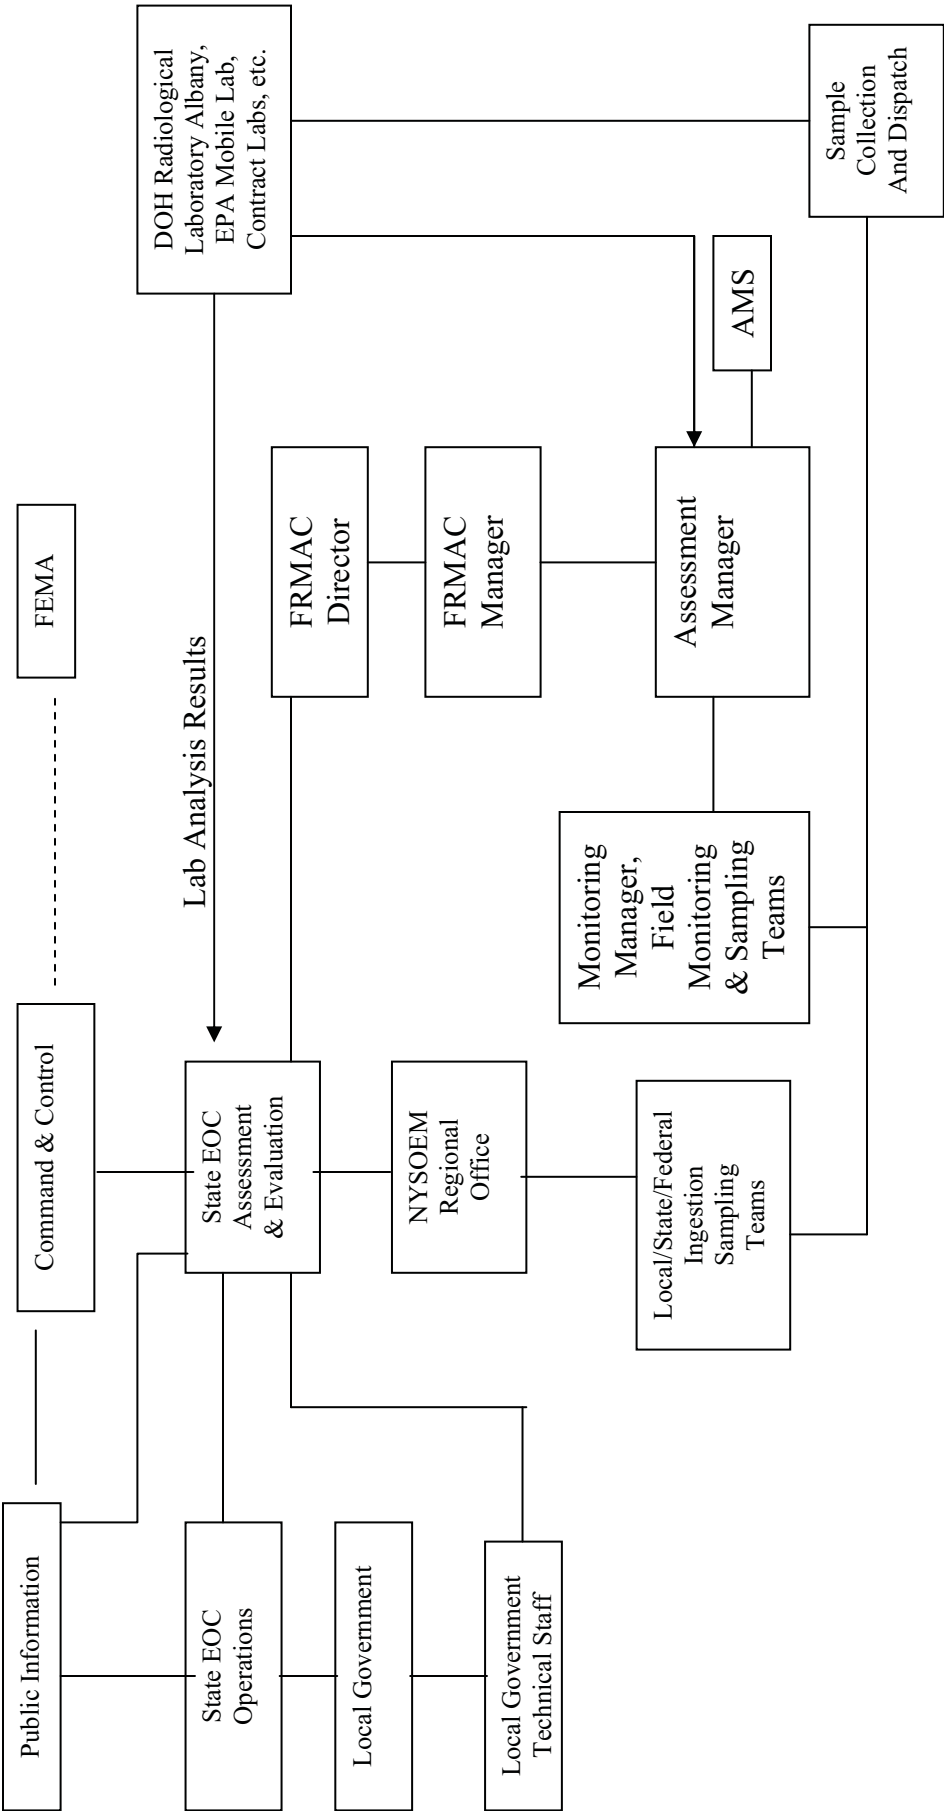 Public Information
Command & Control
FEMA
DOH Radiological
Laboratory Albany,
EPA Mobile Lab,
Contract Labs, etc.
Lab Analysis Results
State EOC
Operations
State EOC
Assessment
& Evaluation
FRMAC
Director
Local Government
NYSOEM
Regional
Office
FRMAC
Manager
Local Government
Technical Staff
Monitoring
Manager,
Field
Monitoring
& Sampling
Teams
Local/State/Federal
Ingestion
Sampling
Teams
Assessment
Manager
AMS
Sample
Collection
And Dispatch